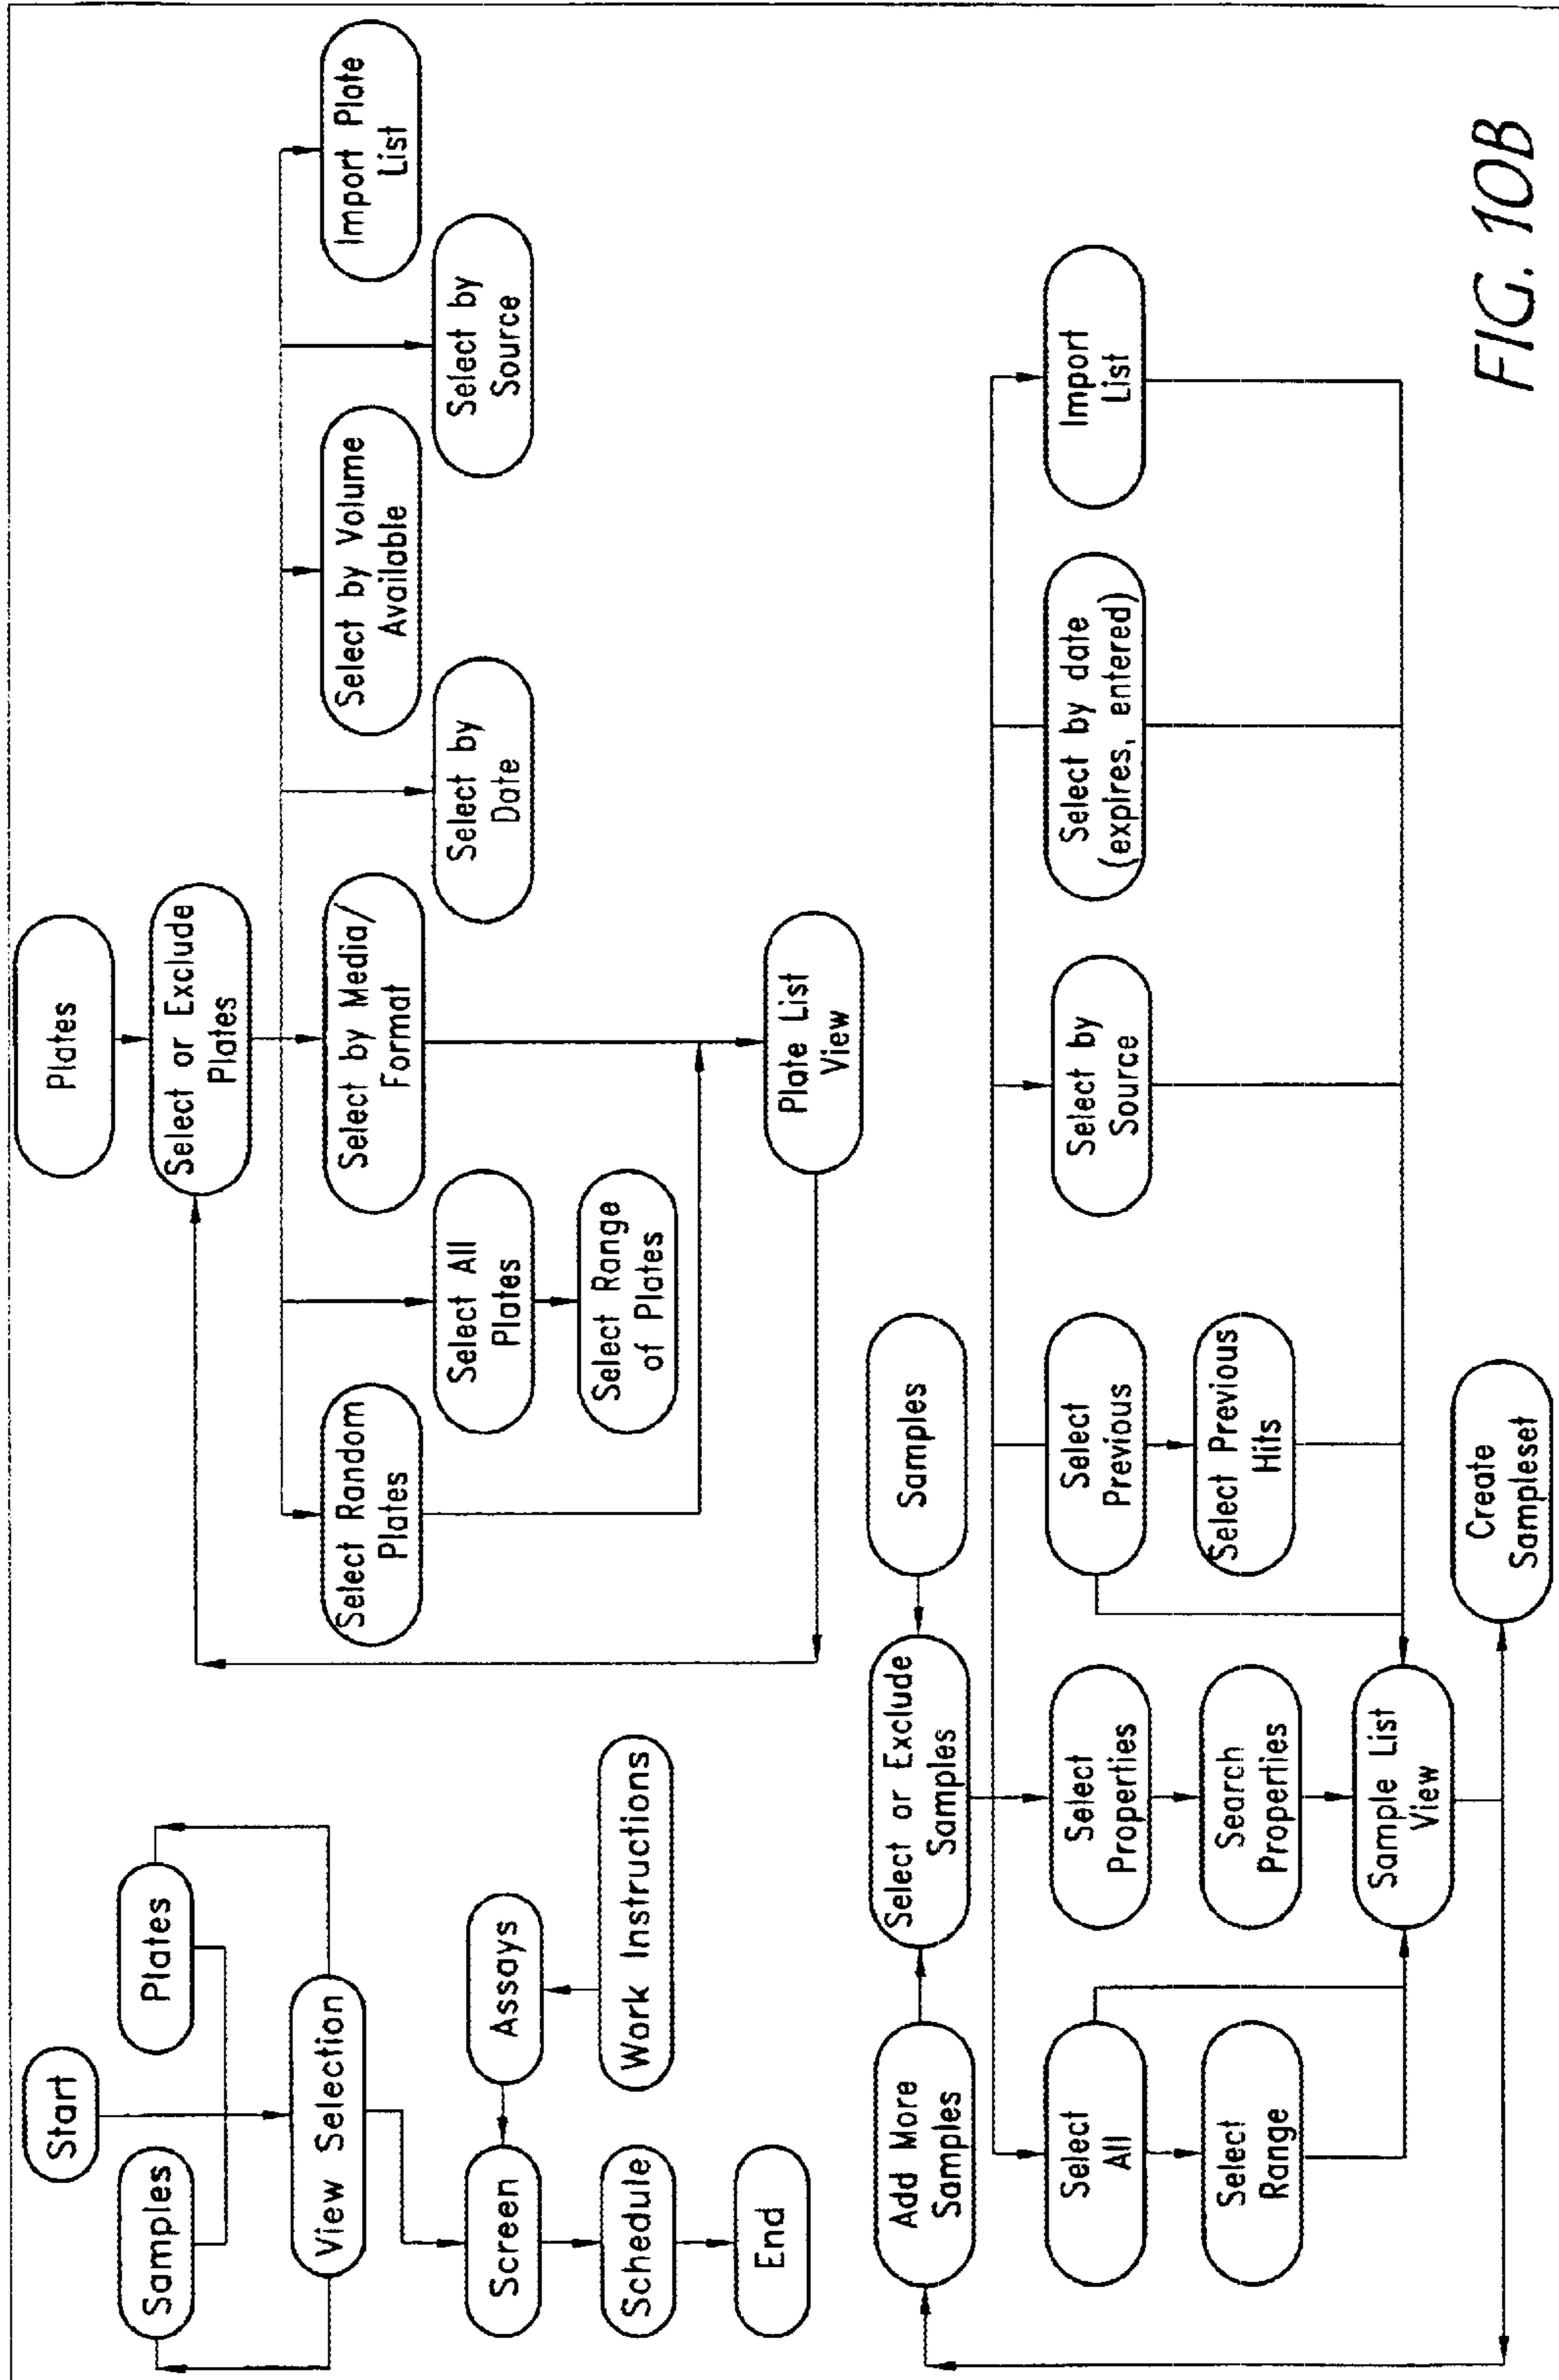 Start
Samples
Plates
View Selection
Screen
Assays
Schedule
Work Instructions
End
Plates
Select or Exclude
Plates
Select Random
Plates
Select All
Plates
Select Range
of Plates
Select by Media/
Format
Select by
Date
Select by Volume
Available
Select by
Source
Import Plate
List
Plate List
View
Add More
Samples
Select or Exclude
Samples
Samples
Select
All
Select
Range
Select
Properties
Search
Properties
Sample List
View
Select
Previous
Select Previous
Hits
Select by
Source
Select by date
(expires, entered)
Import
List
Create
Sampleset
FIG. 10B